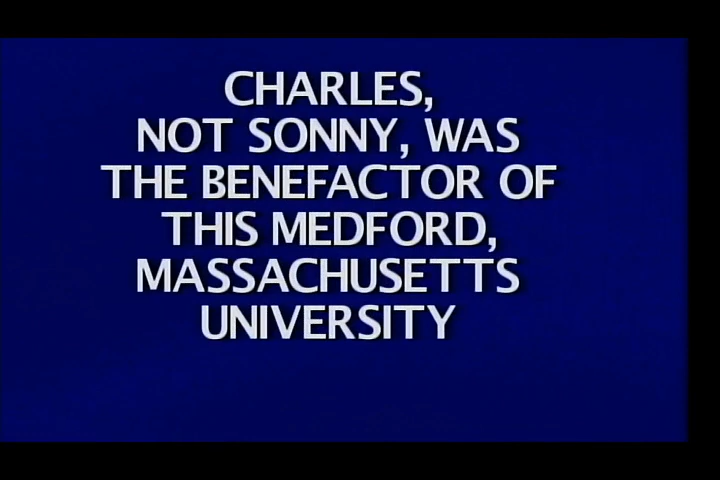 CHARLES,
NOT SONNY, WAS
THE BENEFACTOR OF
THIS MEDFORD,
MASSACHUSETTS
UNIVERSITY